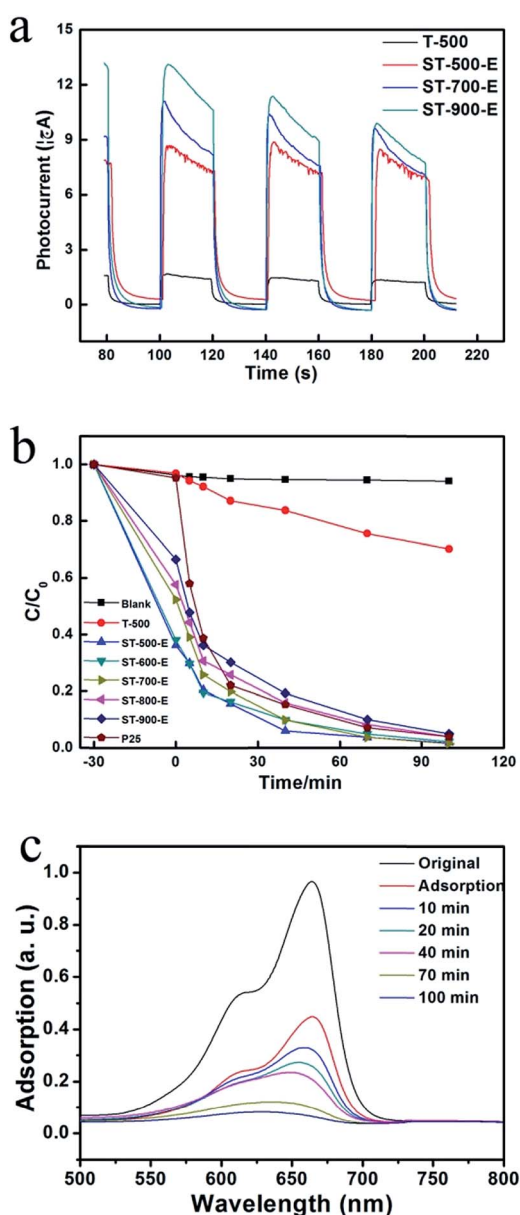 a
T-500
ST-500-E
ST-700-E
ST-900-E
15
12
9
6
3
0
Photocurrent (¦ÌA)
80 100 120 140 160 180 200 220
Time (s)
b
1.0
0.8
0.6
0.4
0.2
0.0
C/C0
Blank
T-500
ST-500-E
ST-600-E
ST-700-E
ST-800-E
ST-900-E
P25
-30 0 30 60 90 120
Time/min
c
Original
Adsorption
10 min
20 min
40 min
70 min
100 min
1.0
0.8
0.6
0.4
0.2
0.0
Adsorption (a. u.)
500 550 600 650 700 750 800
Wavelength (nm)